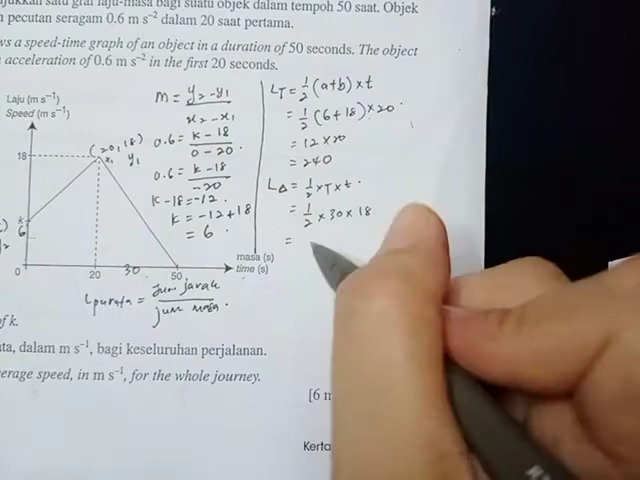 jukkan satu graf laju-masa bagi suatu objek dalam tempoh 50 saat. Objek
pecutan seragam 0.6 m s⁻² dalam 20 saat pertama.
ws a speed-time graph of an object in a duration of 50 seconds. The object
acceleration of 0.6 m s⁻² in the first 20 seconds.
Laju (m s⁻¹)
Speed (m s⁻¹)
18
(20,18)
x₁ y₁
k
6
0
20
30
50
masa (s)
time (s)
m = y₂-y₁
x₂-x₁
0.6 = k-18
0-20
0.6 = k-18
-20
k-18 = -12
k = -12+18
= 6
L purata = Jum jarak
jum masa
L▱ = ½(a+b)×t
= ½(6+18)×20
= 12×20
= 240
L△ = ½×T×t
= ½×30×18
=
of k.
ta, dalam m s⁻¹, bagi keseluruhan perjalanan.
erage speed, in m s⁻¹, for the whole journey.
[6 m
Kerta